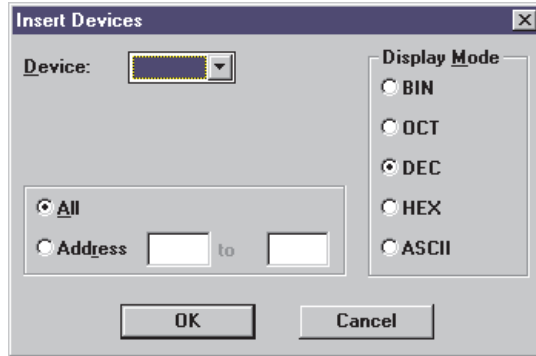 Insert Devices
Device:
Display Mode
BIN
OCT
DEC
HEX
ASCII
All
Address to
OK Cancel